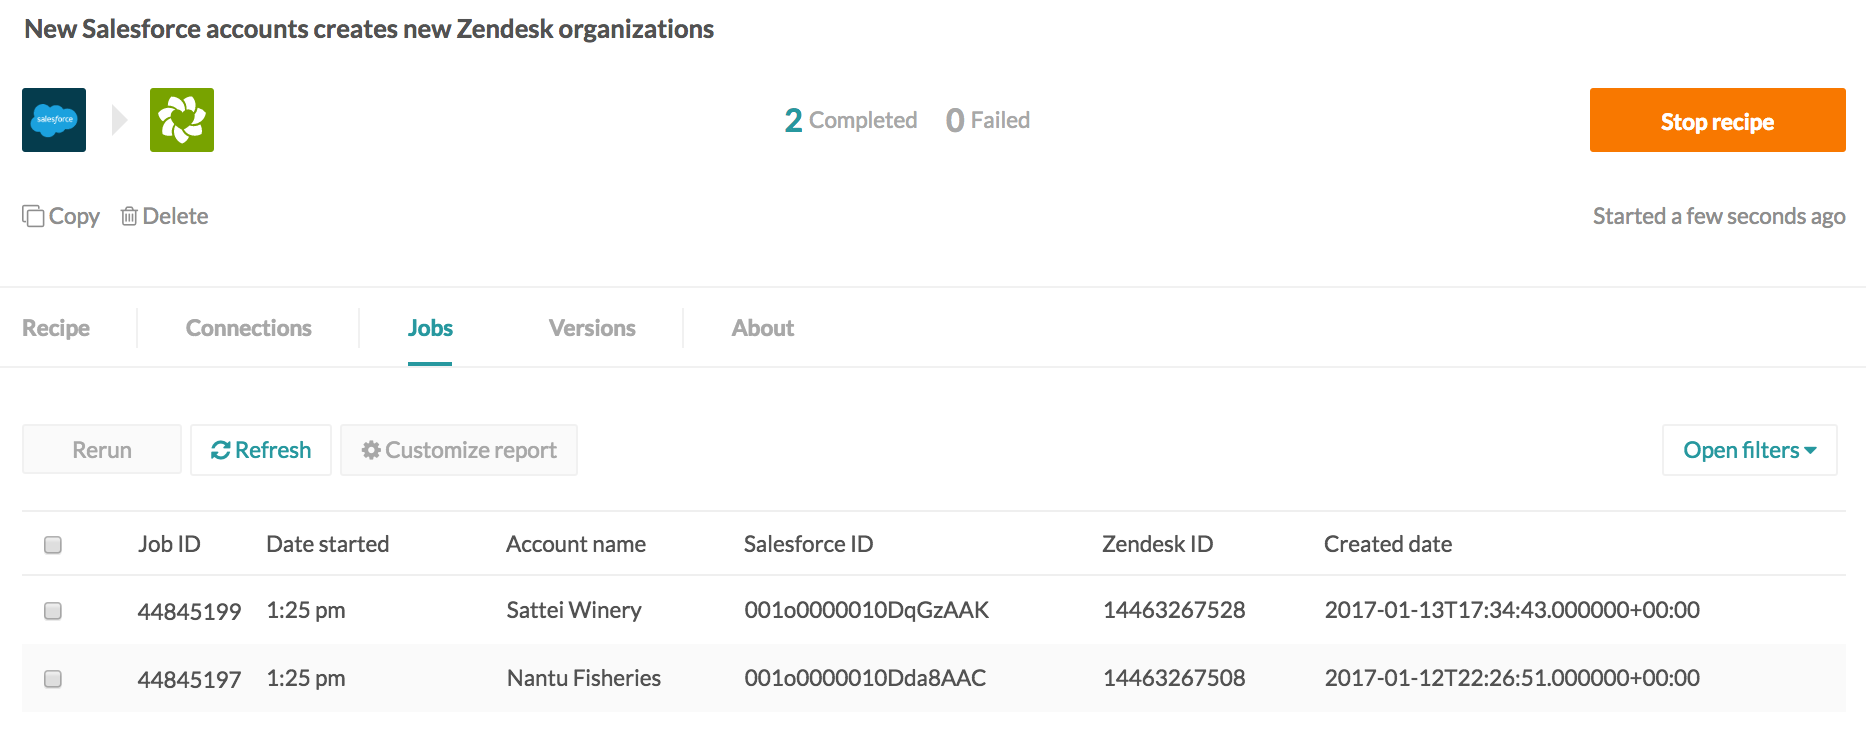 New Salesforce accounts creates new Zendesk organizations
salesforce
2 Completed 0 Failed
Stop recipe
Copy Delete
Started a few seconds ago
Recipe Connections Jobs Versions About
Rerun Refresh Customize report Open filters
Job ID Date started Account name Salesforce ID Zendesk ID Created date
44845199 1:25 pm Sattei Winery 001o0000010DqGzAAK 14463267528 2017-01-13T17:34:43.000000+00:00
44845197 1:25 pm Nantu Fisheries 001o0000010Dda8AAC 14463267508 2017-01-12T22:26:51.000000+00:00